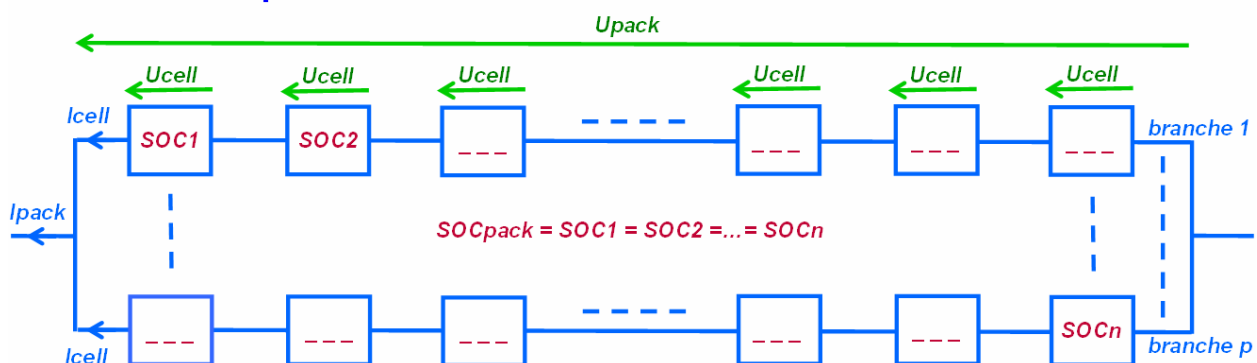 Upack
Ucell Ucell Ucell Ucell Ucell Ucell
Icell
SOC1 SOC2 _ _ _ _ _ _ _ _ _ _ _ _ branche 1
Ipack
SOCpack = SOC1 = SOC2 =...= SOCn
_ _ _ _ _ _ _ _ _ _ _ _ _ _ _ SOCn
Icell
branche p